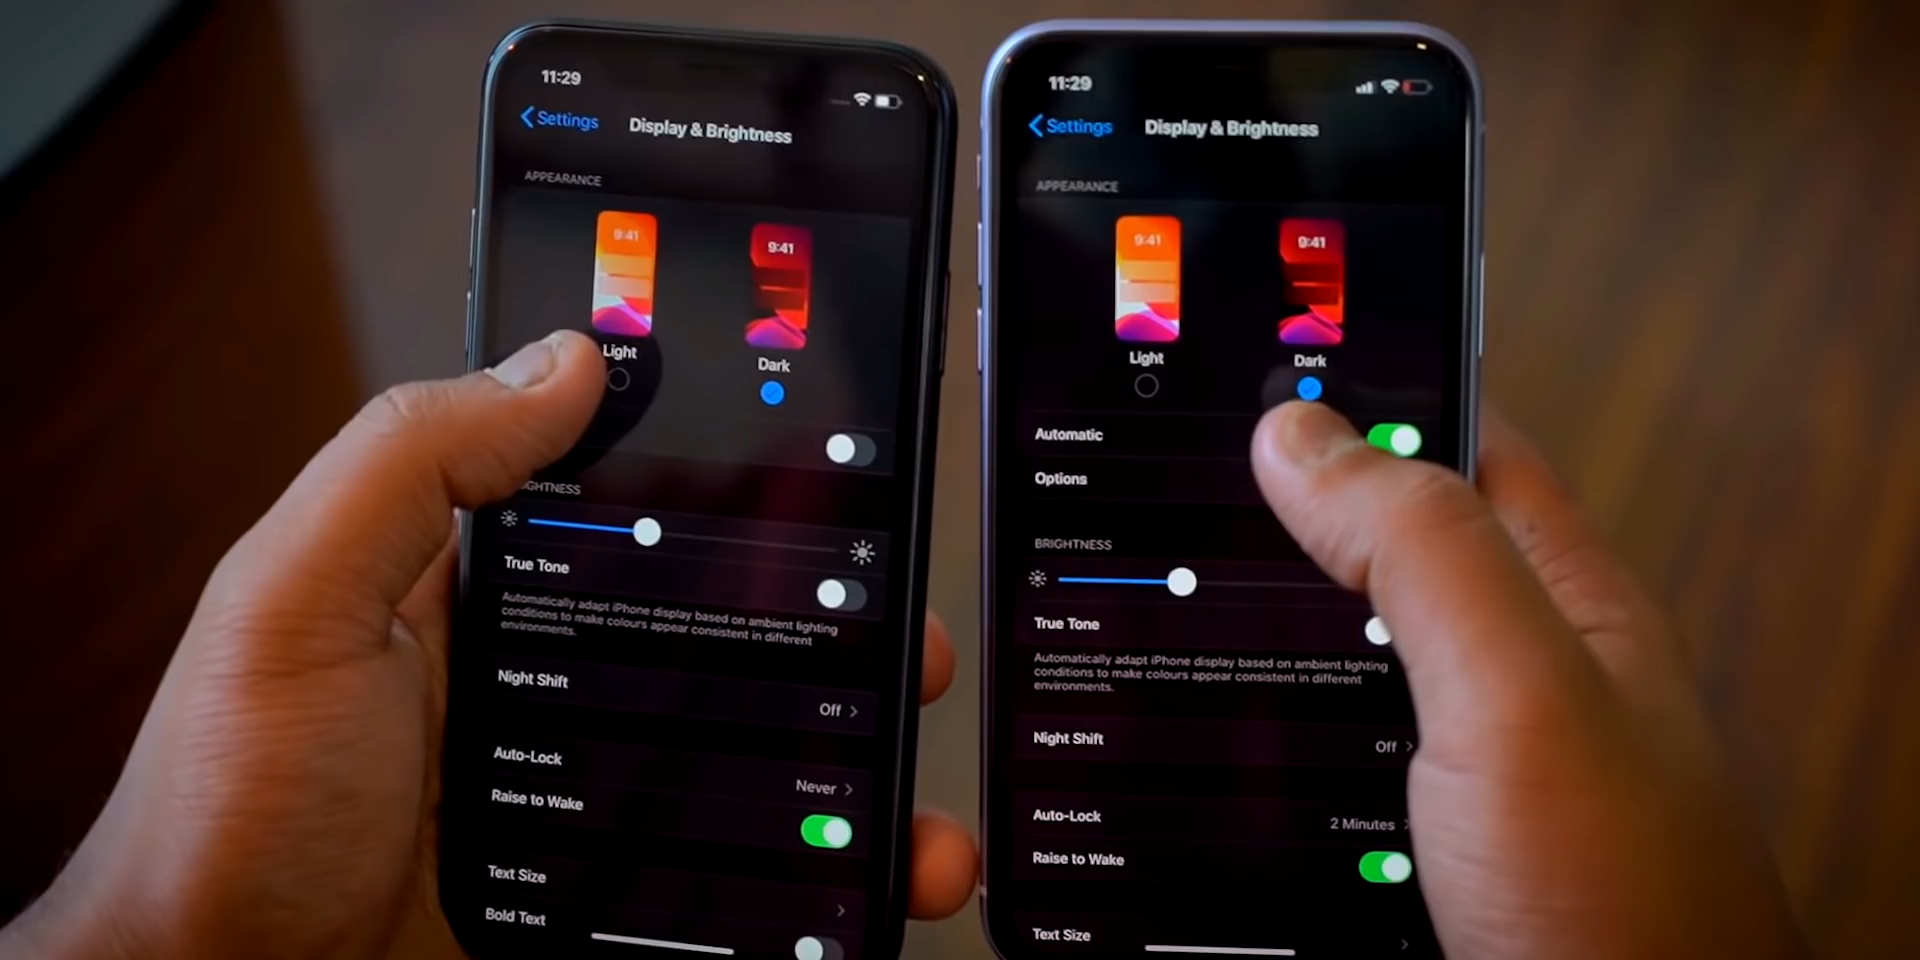 11:29
Settings
Display & Brightness
APPEARANCE
9:41
9:41
Light
Dark
GHTNESS
True Tone
Automatically adapt iPhone display based on ambient lighting
conditions to make colours appear consistent in different
environments.
Night Shift
Off
Auto-Lock
Never
Raise to Wake
Text Size
Bold Text
11:29
Settings
Display & Brightness
APPEARANCE
9:41
9:41
Light
Dark
Automatic
Options
BRIGHTNESS
True Tone
Automatically adapt iPhone display based on ambient lighting
conditions to make colours appear consistent in different
environments.
Night Shift
Off
Auto-Lock
2 Minutes
Raise to Wake
Text Size